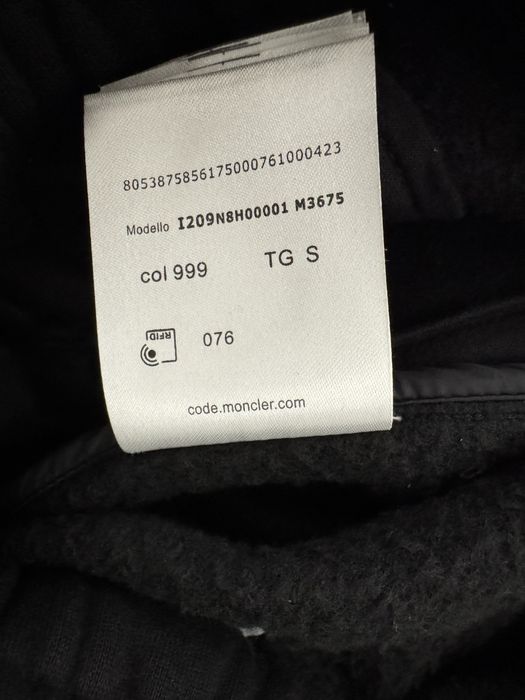 8053875856175000761000423
Modello I209N8H00001 M3675
col 999 TG S
RFID
076
code.moncler.com